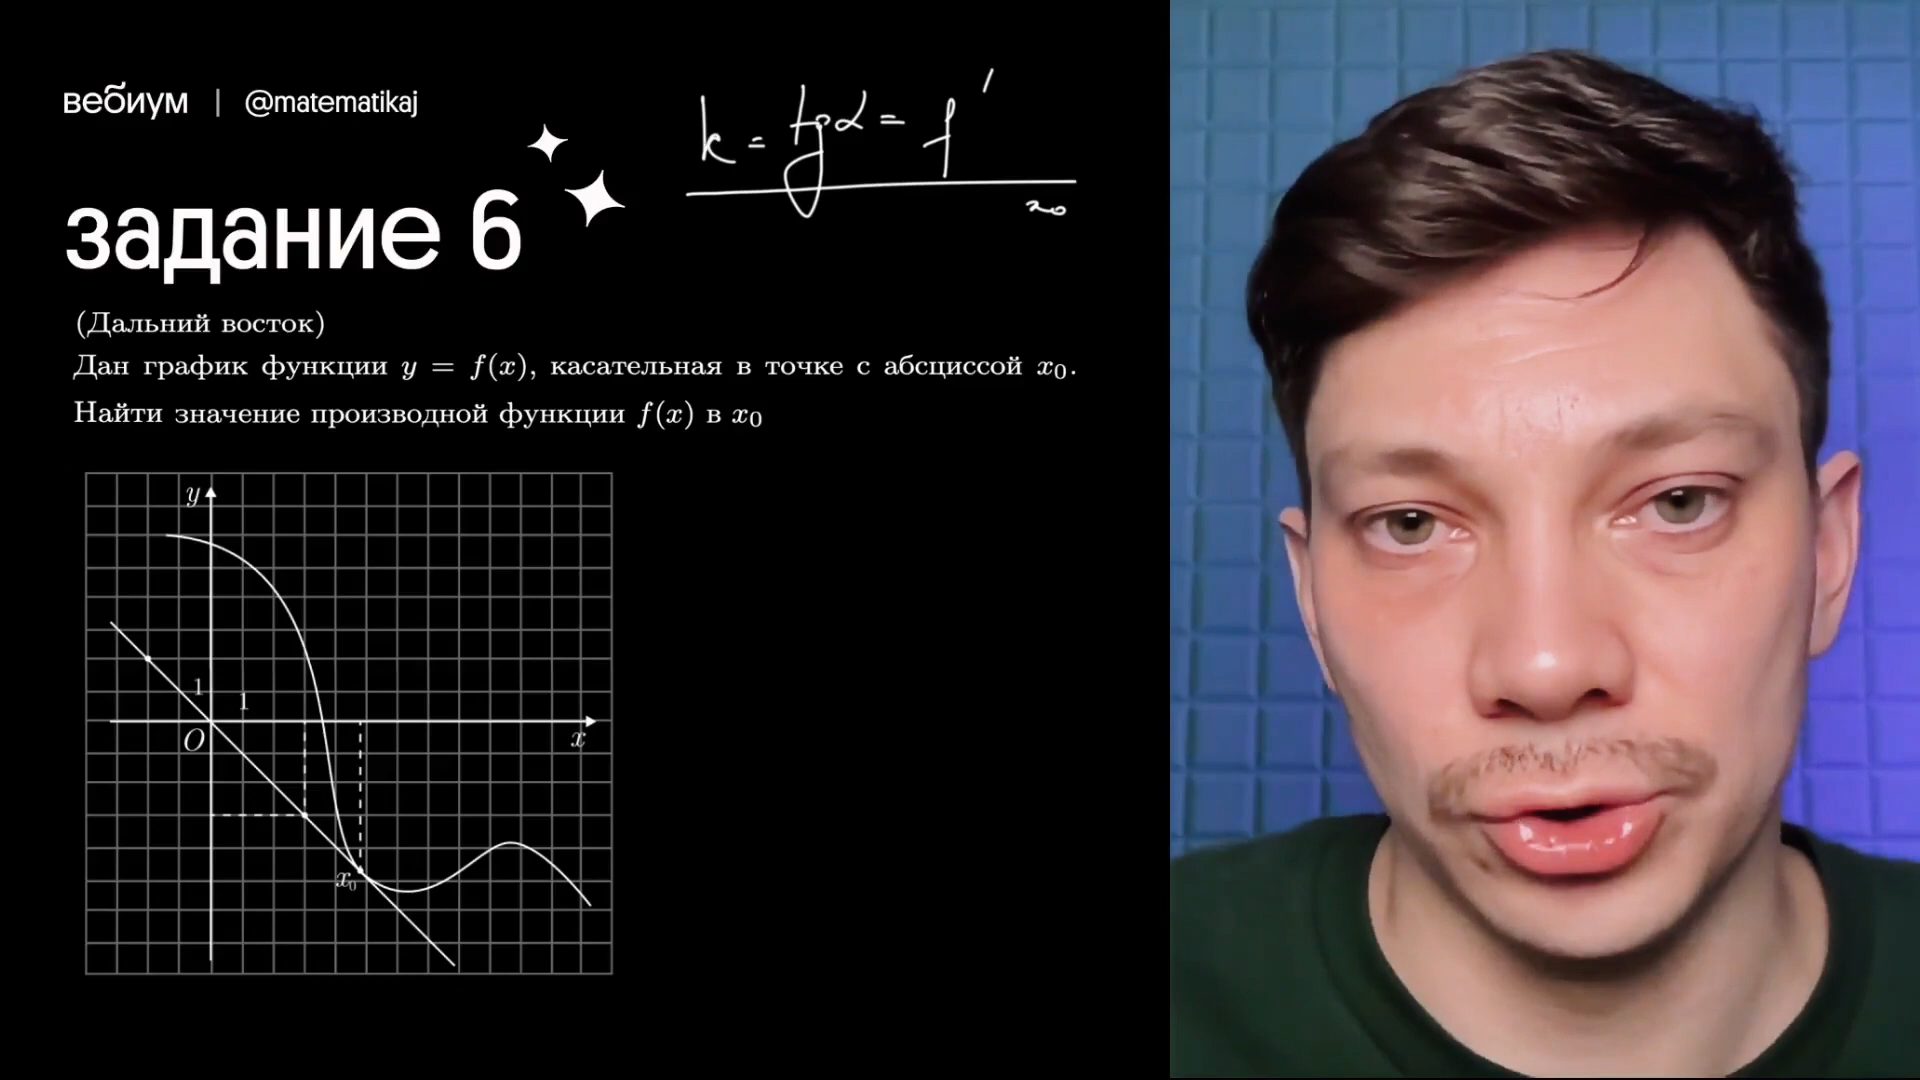 вебиум | @matematikaj
k = tgα = f'
x₀
задание 6
(Дальний восток)
Дан график функции y = f(x), касательная в точке с абсциссой x₀.
Найти значение производной функции f(x) в x₀
y
1
1
O
x
x₀